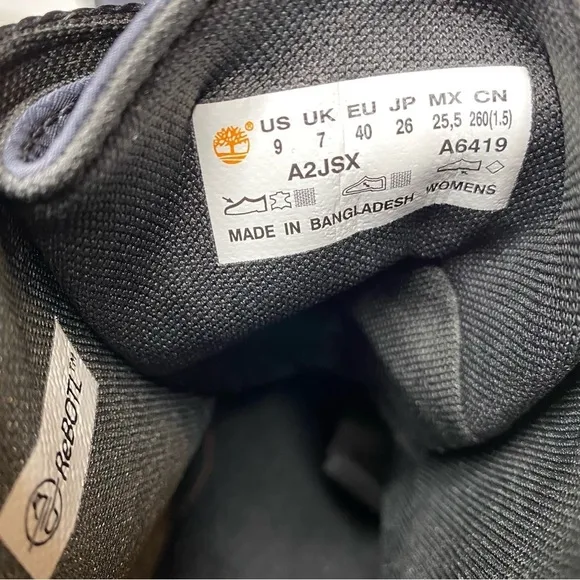 US UK EU JP MX CN
9 7 40 26 25,5 260(1.5)
A2JSX A6419
WOMENS
MADE IN BANGLADESH
ReBOTL™